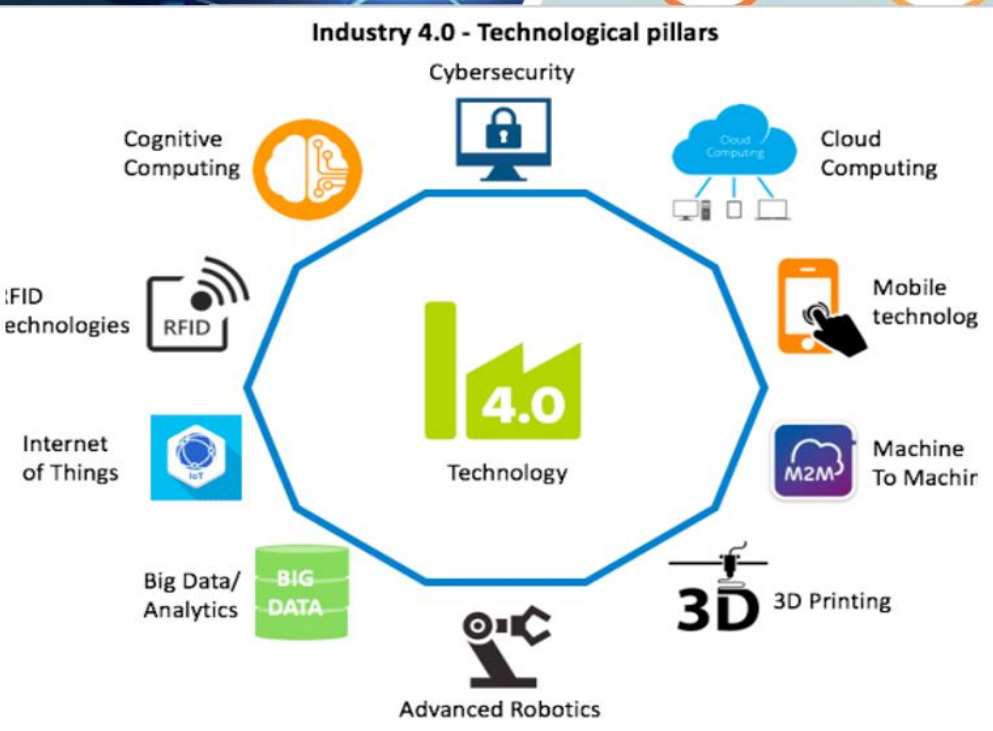 Industry 4.0 - Technological pillars
Cybersecurity
Cognitive
Computing
Cloud
Computing
Cloud
Computing
FID
echnologies
RFID
Mobile
technolog
4.0
Technology
Internet
of Things
IoT
M2M
Machine
To Machin
Big Data/
Analytics
BIG
DATA
3D
3D Printing
Advanced Robotics